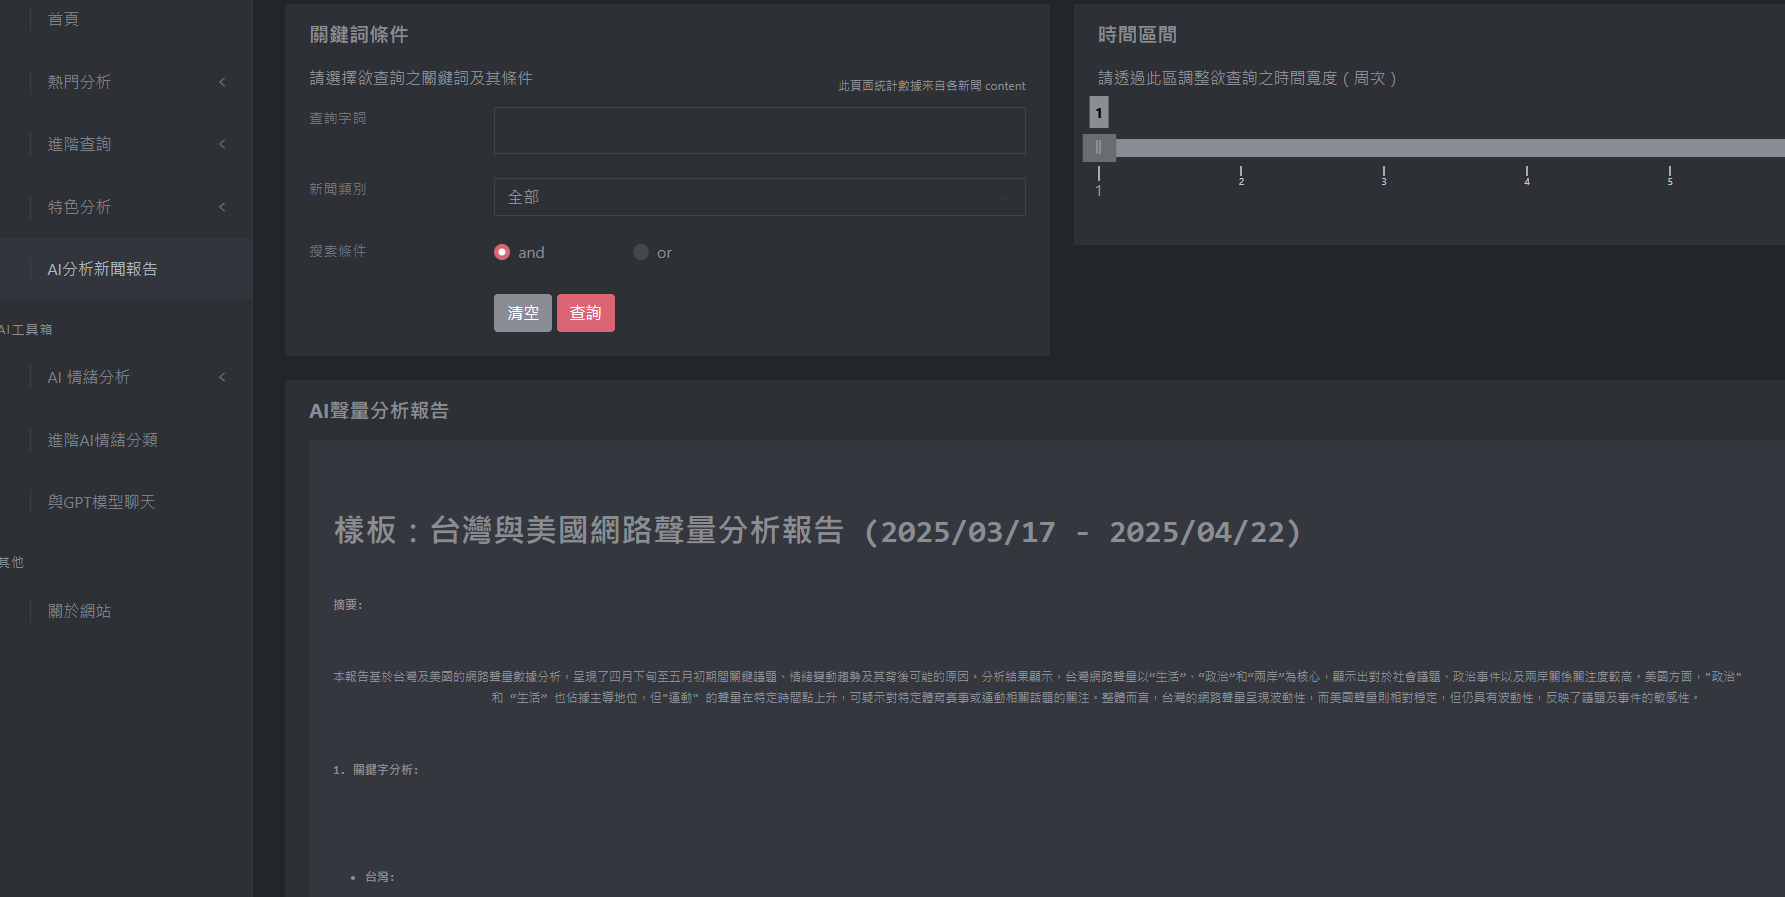 首頁
熱門分析
進階查詢
特色分析
AI分析新聞報告
AI工具箱
AI 情緒分析
進階AI情緒分類
與GPT模型聊天
其他
關於網站
關鍵詞條件
請選擇欲查詢之關鍵詞及其條件
此頁面統計數據來自各新聞 content
查詢字詞
新聞類別
全部
搜索條件
and
or
清空
查詢
時間區間
請透過此區調整欲查詢之時間寬度（周次）
1
1
2
3
4
5
AI聲量分析報告
樣板：台灣與美國網路聲量分析報告 (2025/03/17 - 2025/04/22)
摘要:
本報告基於台灣及美國的網路聲量數據分析，呈現了四月下旬至五月初期間關鍵議題、情緒變動趨勢及其背後可能的原因。分析結果顯示，台灣網路聲量以“生活”、“政治”和“兩岸”為核心，顯示出對於社會議題、政治事件以及兩岸關係關注度較高。美國方面，"政治"
和 “生活” 也佔據主導地位，但"運動" 的聲量在特定時間點上升，可疑示對特定體育賽事或運動相關話題的關注。整體而言，台灣的網路聲量呈現波動性，而美國聲量則相對穩定，但仍具有波動性，反映了議題及事件的敏感性。
1. 關鍵字分析:
• 台灣: